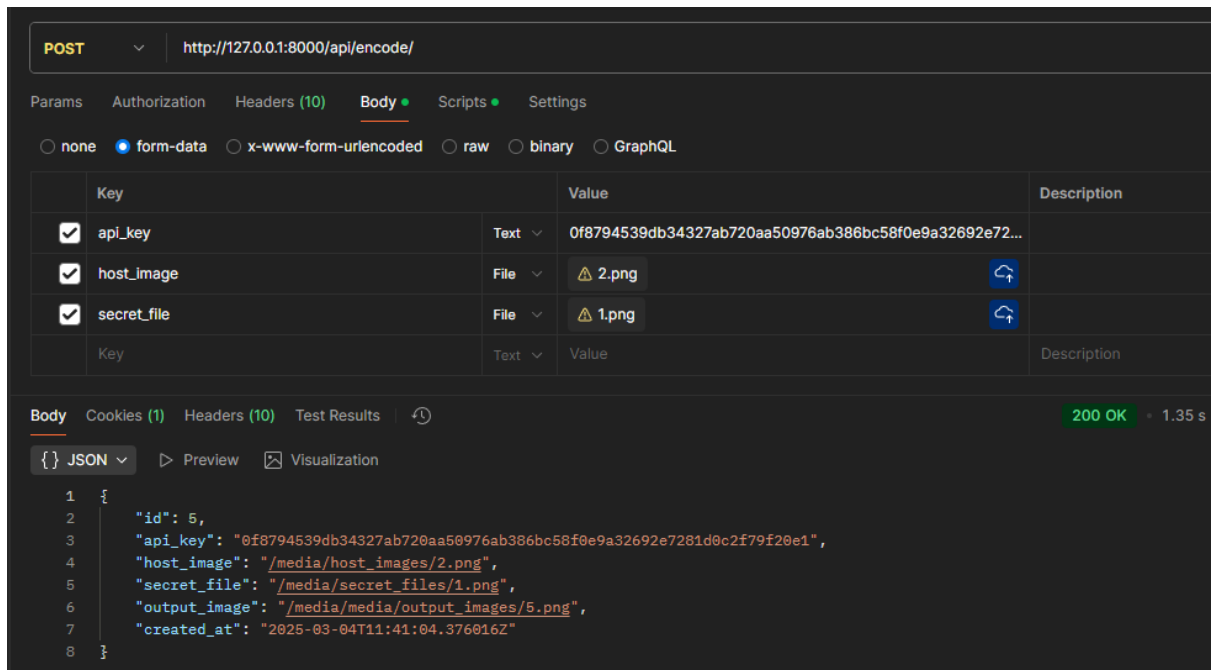 POST http://127.0.0.1:8000/api/encode/
Params Authorization Headers (10) Body Scripts Settings
none form-data x-www-form-urlencoded raw binary GraphQL
Key Value Description
api_key Text 0f8794539db34327ab720aa50976ab386bc58f0e9a32692e72...
host_image File 2.png
secret_file File 1.png
Key Text Value Description
Body Cookies (1) Headers (10) Test Results 200 OK • 1.35 s
{} JSON Preview Visualization
1 {
2 "id": 5,
3 "api_key": "0f8794539db34327ab720aa50976ab386bc58f0e9a32692e7281d0c2f79f20e1",
4 "host_image": "/media/host_images/2.png",
5 "secret_file": "/media/secret_files/1.png",
6 "output_image": "/media/media/output_images/5.png",
7 "created_at": "2025-03-04T11:41:04.376016Z"
8 }